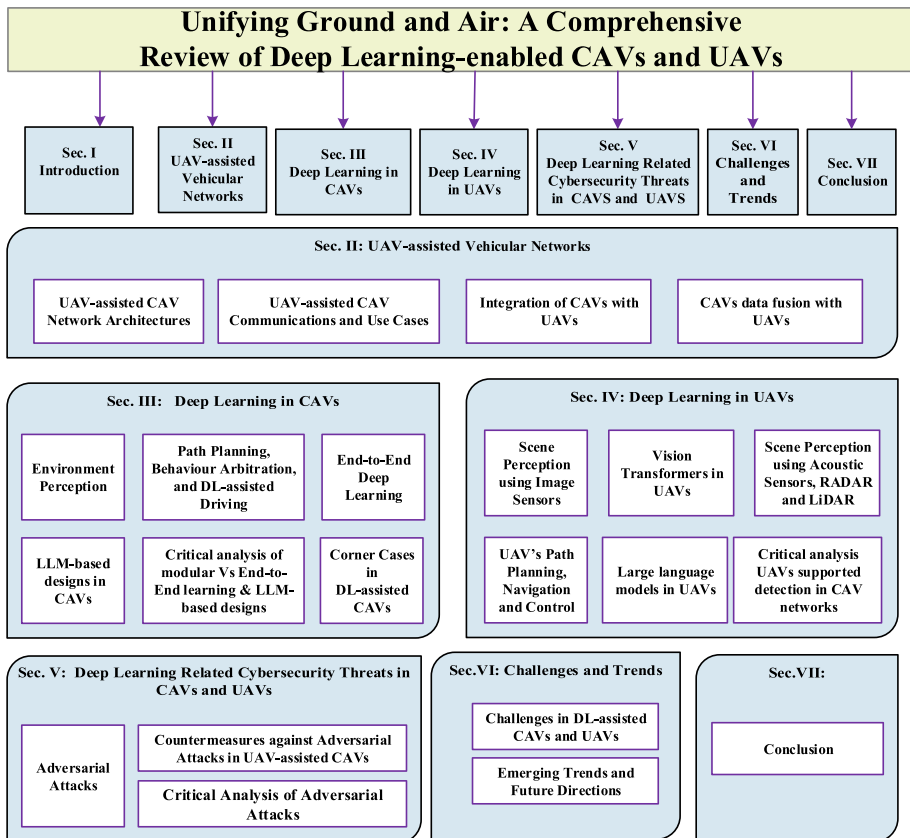 Unifying Ground and Air: A Comprehensive
Review of Deep Learning-enabled CAVs and UAVs
Sec. I
Introduction
Sec. II
UAV-assisted
Vehicular
Networks
Sec. III
Deep Learning in
CAVs
Sec. IV
Deep Learning
in UAVs
Sec. V
Deep Learning Related
Cybersecurity Threats
in CAVS and UAVS
Sec. VI
Challenges
and
Trends
Sec. VII
Conclusion
Sec. II: UAV-assisted Vehicular Networks
UAV-assisted CAV
Network Architectures
UAV-assisted CAV
Communications and Use Cases
Integration of CAVs with
UAVs
CAVs data fusion with
UAVs
Sec. III: Deep Learning in CAVs
Environment
Perception
Path Planning,
Behaviour Arbitration,
and DL-assisted
Driving
End-to-End
Deep
Learning
LLM-based
designs in
CAVs
Critical analysis of
modular Vs End-to-
End learning & LLM-
based designs
Corner Cases
in
DL-assisted
CAVs
Sec. IV: Deep Learning in UAVs
Scene
Perception
using Image
Sensors
Vision
Transformers in
UAVs
Scene Perception
using Acoustic
Sensors, RADAR
and LiDAR
UAV's Path
Planning,
Navigation
and Control
Large language
models in UAVs
Critical analysis
UAVs supported
detection in CAV
networks
Sec. V: Deep Learning Related Cybersecurity Threats in
CAVs and UAVs
Adversarial
Attacks
Countermeasures against Adversarial
Attacks in UAV-assisted CAVs
Critical Analysis of Adversarial
Attacks
Sec.VI: Challenges and Trends
Challenges in DL-assisted
CAVs and UAVs
Emerging Trends and
Future Directions
Sec.VII:
Conclusion